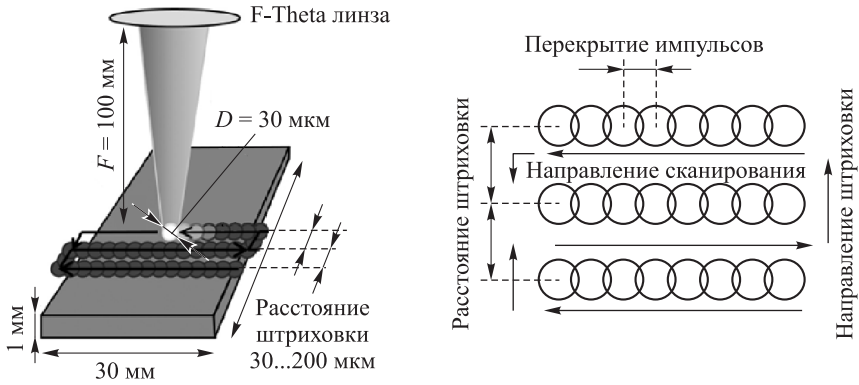 F-Theta линза
F = 100 мм
D = 30 мкм
Расстояние
штриховки
30...200 мкм
1 мм
30 мм
Перекрытие импульсов
Расстояние штриховки
Направление сканирования
Направление штриховки